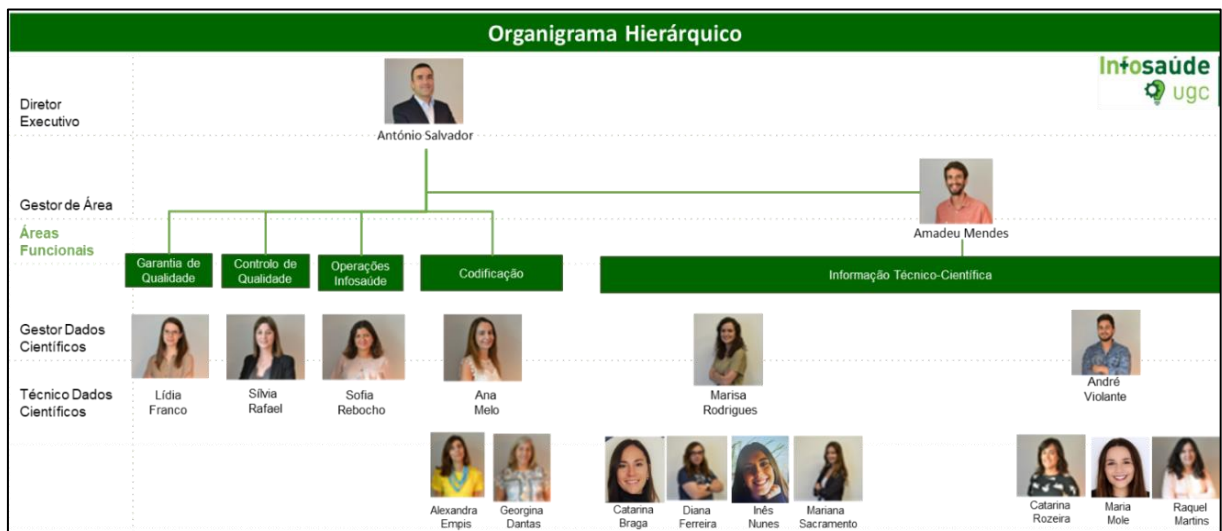 Organigrama Hierárquico
Infosaúde
ugc
Diretor
Executivo
António Salvador
Gestor de Área
Amadeu Mendes
Áreas
Funcionais
Garantia de
Qualidade
Controlo de
Qualidade
Operações
Infosaúde
Codificação
Informação Técnico-Científica
Gestor Dados
Científicos
Técnico Dados
Científicos
Lídia
Franco
Sílvia
Rafael
Sofia
Rebocho
Ana
Melo
Marisa
Rodrigues
André
Violante
Alexandra
Empis
Georgina
Dantas
Catarina
Braga
Diana
Ferreira
Inês
Nunes
Mariana
Sacramento
Catarina
Rozeira
Maria
Mole
Raquel
Martins